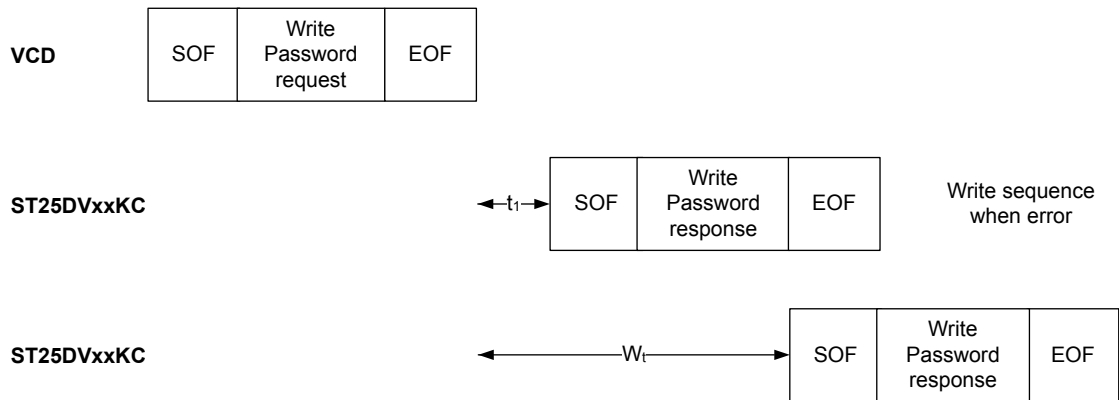 VCD
SOF
Write
Password
request
EOF
ST25DVxxKC
t1
SOF
Write
Password
response
EOF
Write sequence
when error
ST25DVxxKC
Wt
SOF
Write
Password
response
EOF